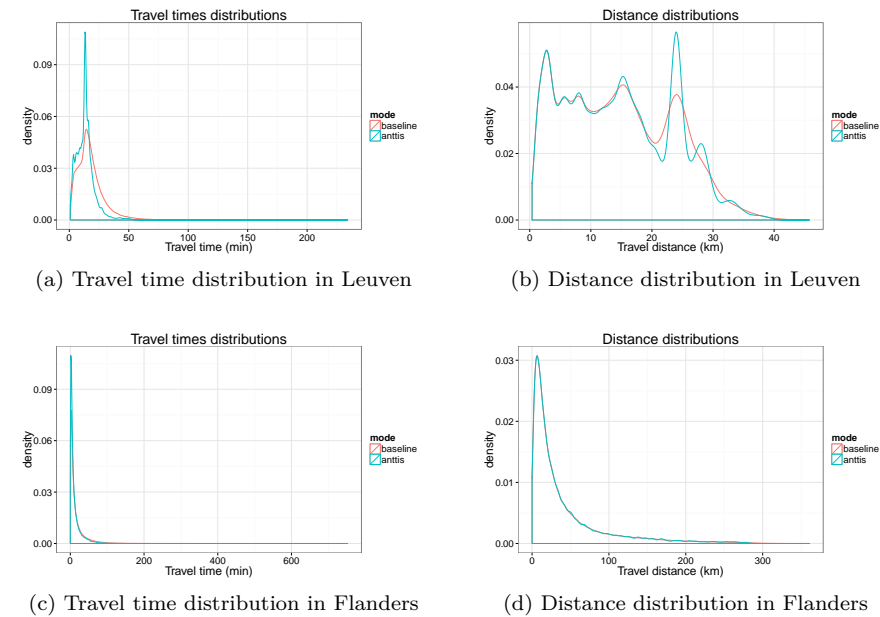 Travel times distributions
0.09
0.06
0.03
0.00
density
0
50
100
150
200
Travel time (min)
mode
baseline
anttis
(a) Travel time distribution in Leuven
Distance distributions
0.04
0.02
0.00
density
0
10
20
30
40
Travel distance (km)
mode
baseline
anttis
(b) Distance distribution in Leuven
Travel times distributions
0.09
0.06
0.03
0.00
density
0
200
400
600
Travel time (min)
mode
baseline
anttis
(c) Travel time distribution in Flanders
Distance distributions
0.03
0.02
0.01
0.00
density
0
100
200
300
Travel distance (km)
mode
baseline
anttis
(d) Distance distribution in Flanders